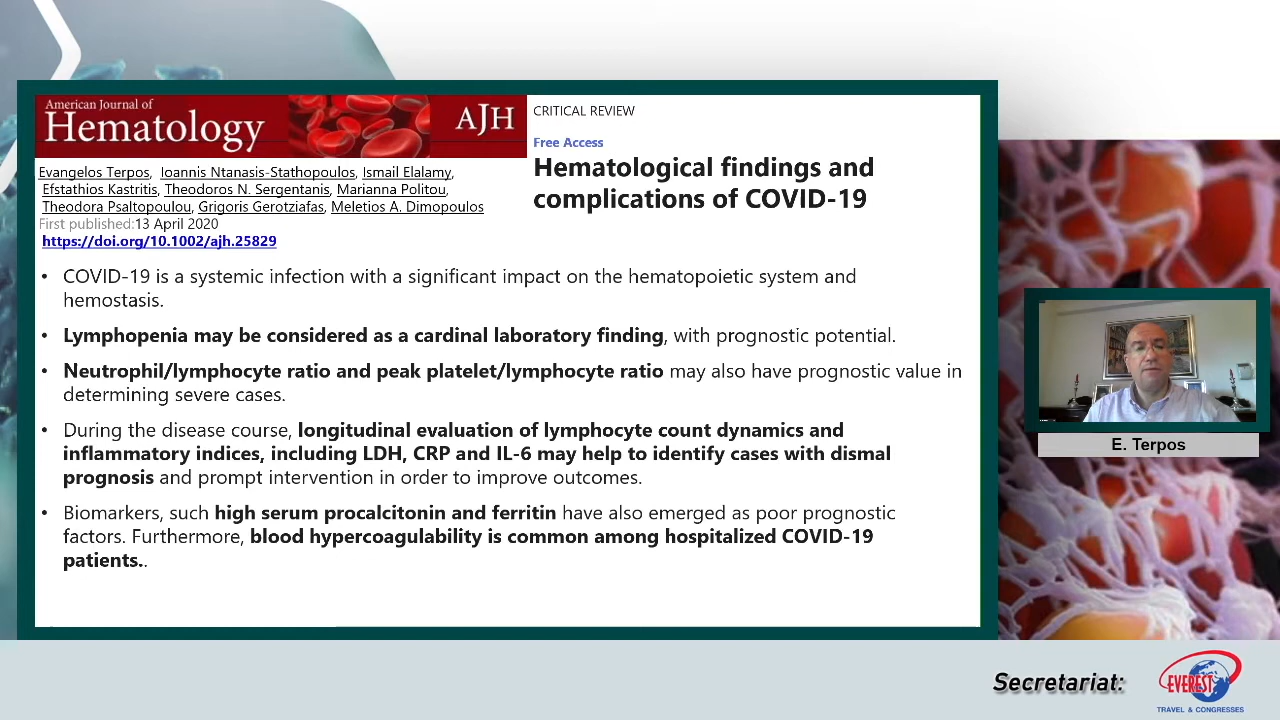 American Journal of
Hematology
AJH
Evangelos Terpos, Ioannis Ntanasis-Stathopoulos, Ismail Elalamy,
Efstathios Kastritis, Theodoros N. Sergentanis, Marianna Politou,
Theodora Psaltopoulou, Grigoris Gerotziafas, Meletios A. Dimopoulos
First published:13 April 2020
https://doi.org/10.1002/ajh.25829
CRITICAL REVIEW
Free Access
Hematological findings and
complications of COVID-19
• COVID-19 is a systemic infection with a significant impact on the hematopoietic system and
hemostasis.
• Lymphopenia may be considered as a cardinal laboratory finding, with prognostic potential.
• Neutrophil/lymphocyte ratio and peak platelet/lymphocyte ratio may also have prognostic value in
determining severe cases.
• During the disease course, longitudinal evaluation of lymphocyte count dynamics and
inflammatory indices, including LDH, CRP and IL-6 may help to identify cases with dismal
prognosis and prompt intervention in order to improve outcomes.
• Biomarkers, such high serum procalcitonin and ferritin have also emerged as poor prognostic
factors. Furthermore, blood hypercoagulability is common among hospitalized COVID-19
patients..
E. Terpos
Secretariat:
EVEREST
TRAVEL & CONGRESSES